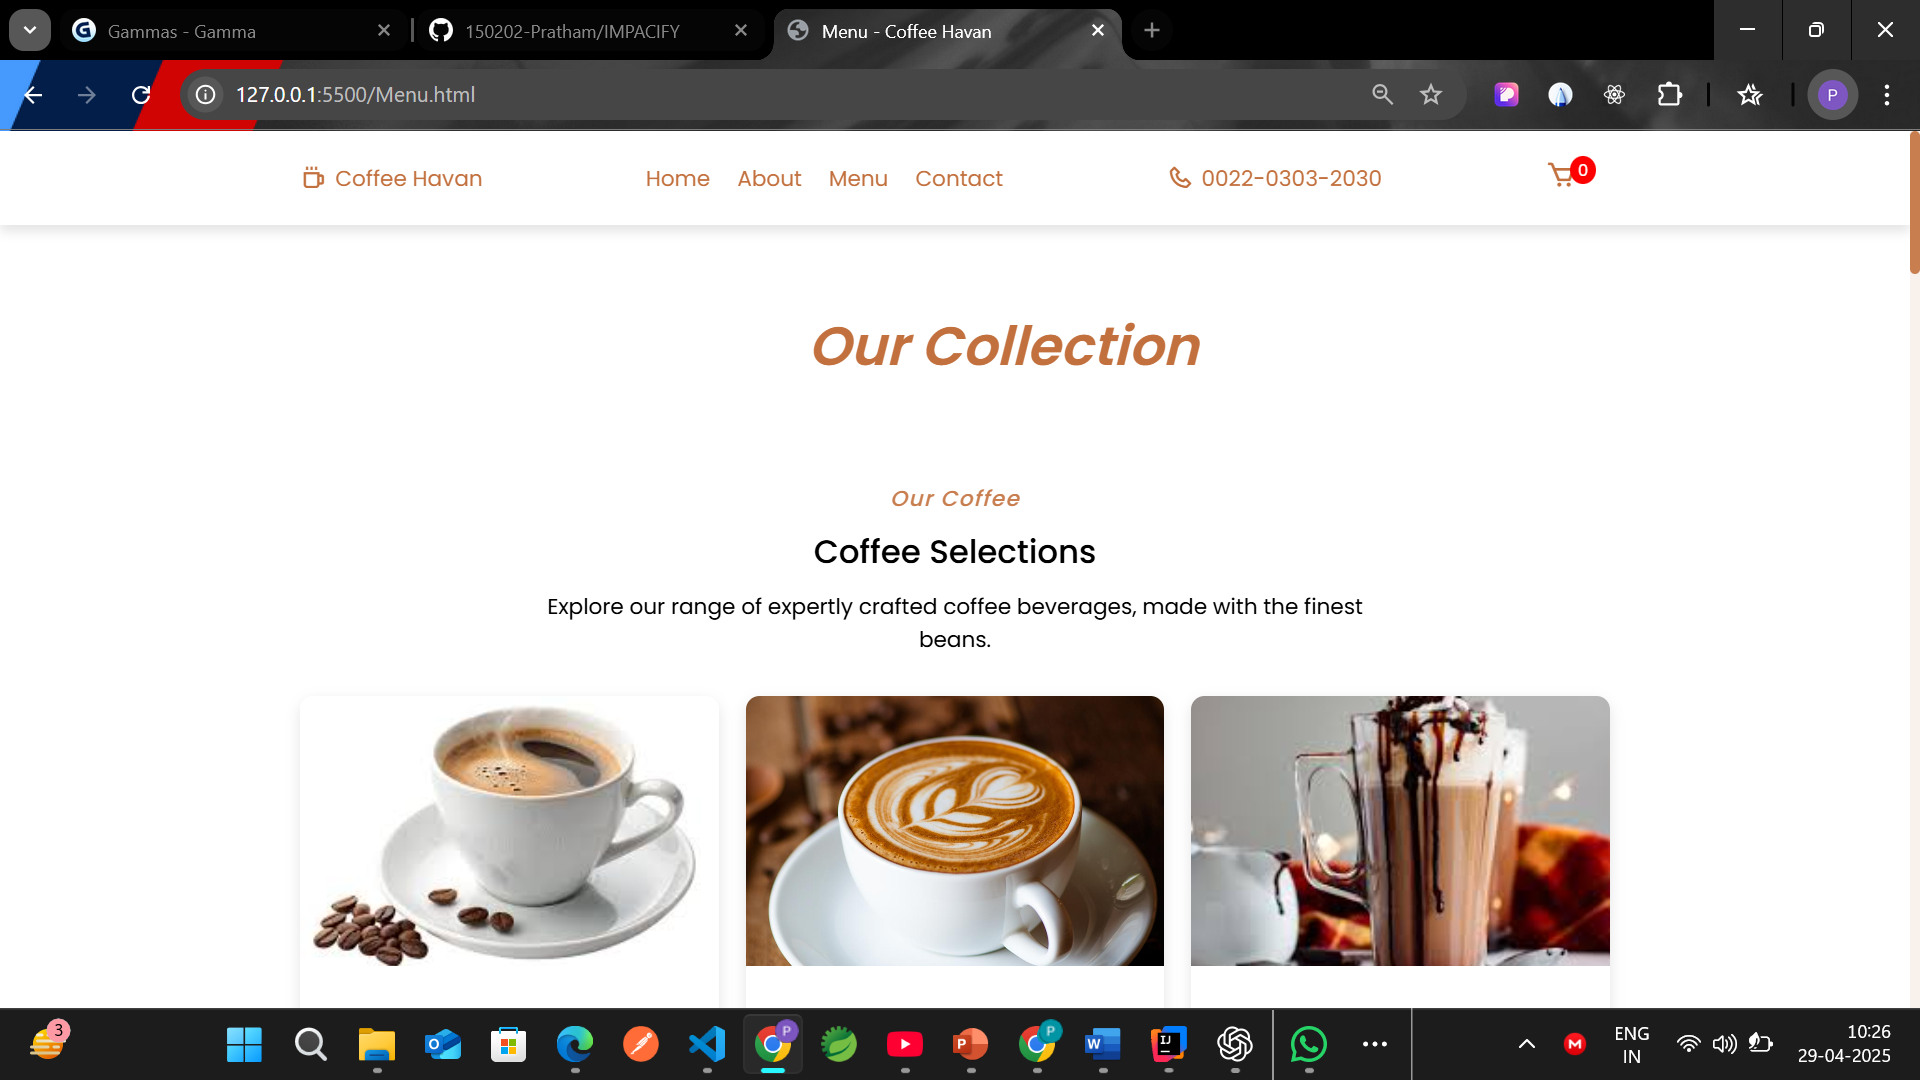 Gammas - Gamma
150202-Pratham/IMPACIFY
Menu - Coffee Havan
127.0.0.1:5500/Menu.html
P
Coffee Havan
Home
About
Menu
Contact
0022-0303-2030
0
Our Collection
Our Coffee
Coffee Selections
Explore our range of expertly crafted coffee beverages, made with the finest
beans.
3
P
P
ENG
IN
10:26
29-04-2025